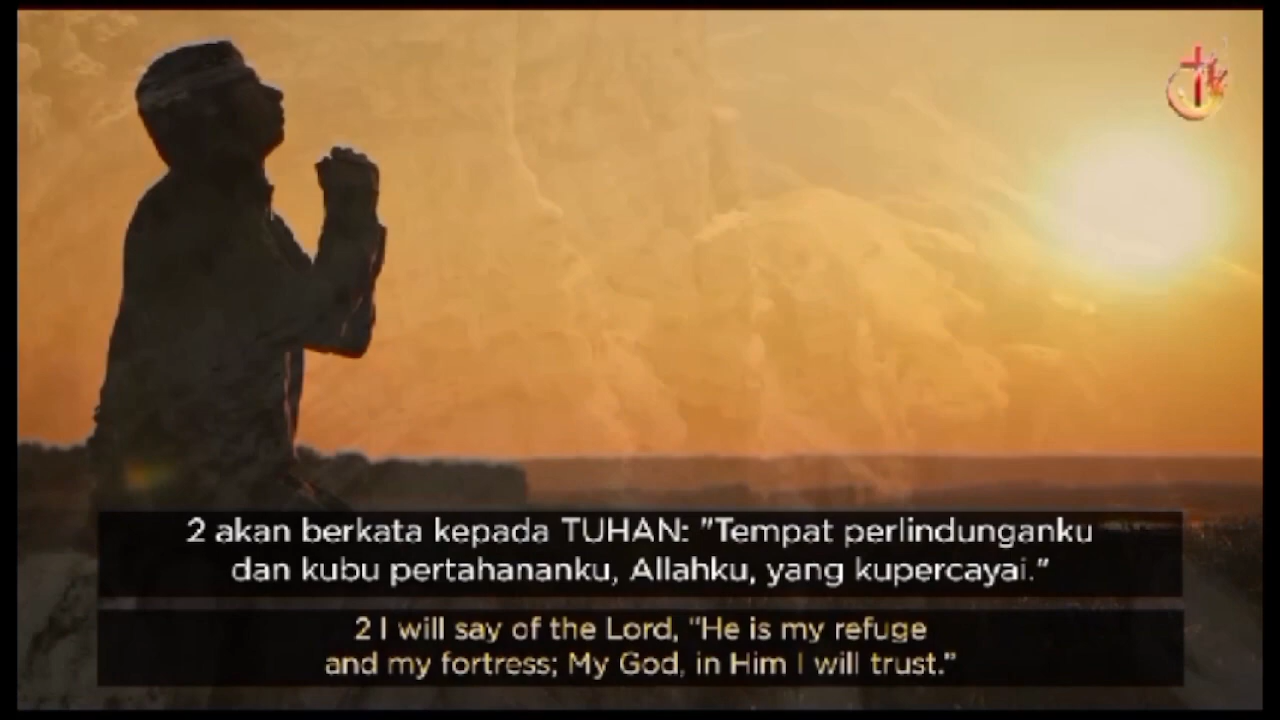 2 akan berkata kepada TUHAN: "Tempat perlindunganku
dan kubu pertahananku, Allahku, yang kupercayai."
2 I will say of the Lord, "He is my refuge
and my fortress; My God, in Him I will trust."